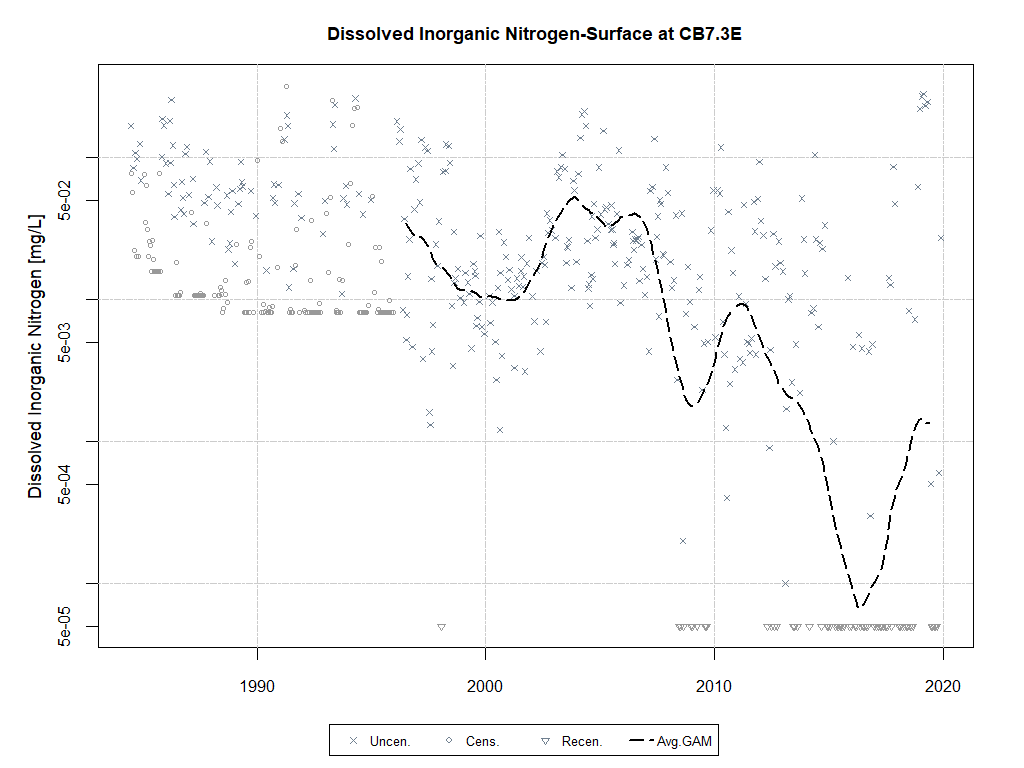 Dissolved Inorganic Nitrogen-Surface at CB7.3E
Dissolved Inorganic Nitrogen [mg/L]
5e-02
5e-03
5e-04
5e-05
1990 2000 2010 2020
Uncen. Cens. Recen. Avg.GAM